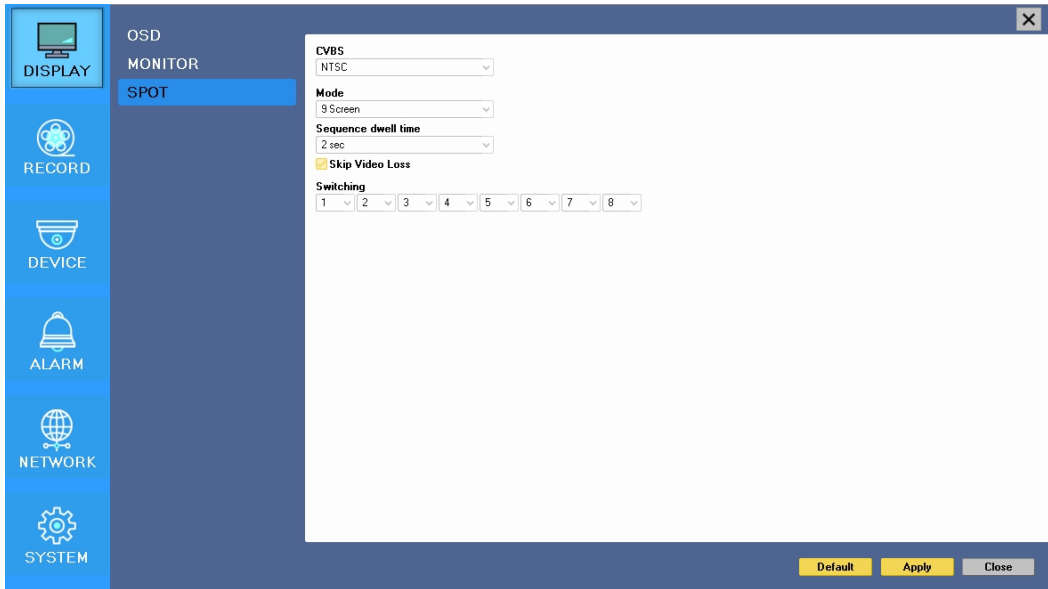 DISPLAY
RECORD
DEVICE
ALARM
NETWORK
SYSTEM
OSD
MONITOR
SPOT
CVBS
NTSC
Mode
9 Screen
Sequence dwell time
2 sec
Skip Video Loss
Switching
1 2 3 4 5 6 7 8
Default Apply Close